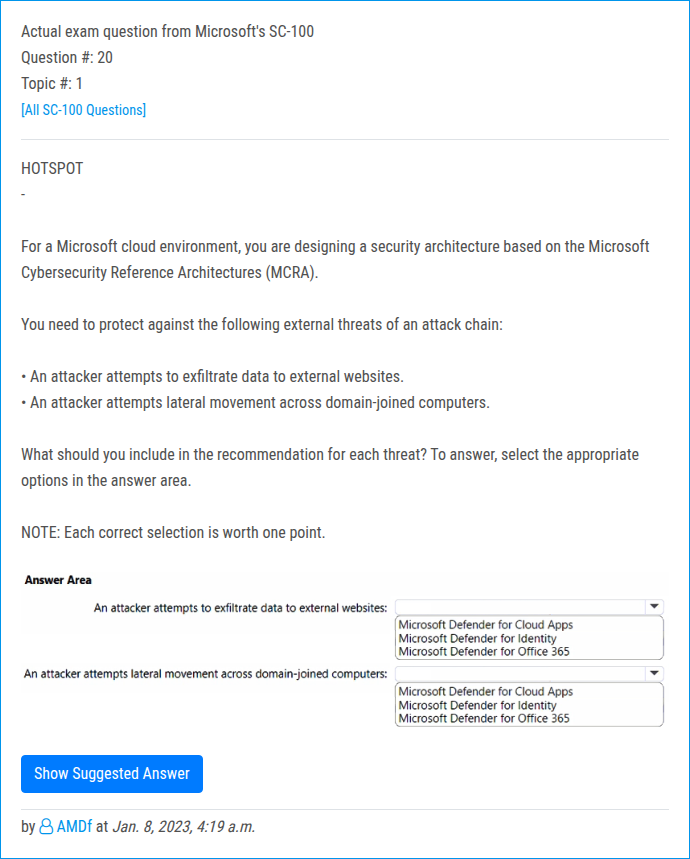 Actual exam question from Microsoft's SC-100
Question #: 20
Topic #: 1
[All SC-100 Questions]
HOTSPOT
-
For a Microsoft cloud environment, you are designing a security architecture based on the Microsoft
Cybersecurity Reference Architectures (MCRA).
You need to protect against the following external threats of an attack chain:
• An attacker attempts to exfiltrate data to external websites.
• An attacker attempts lateral movement across domain-joined computers.
What should you include in the recommendation for each threat? To answer, select the appropriate
options in the answer area.
NOTE: Each correct selection is worth one point.
Answer Area
An attacker attempts to exfiltrate data to external websites:
Microsoft Defender for Cloud Apps
Microsoft Defender for Identity
Microsoft Defender for Office 365
An attacker attempts lateral movement across domain-joined computers:
Microsoft Defender for Cloud Apps
Microsoft Defender for Identity
Microsoft Defender for Office 365
Show Suggested Answer
by AMDf at Jan. 8, 2023, 4:19 a.m.